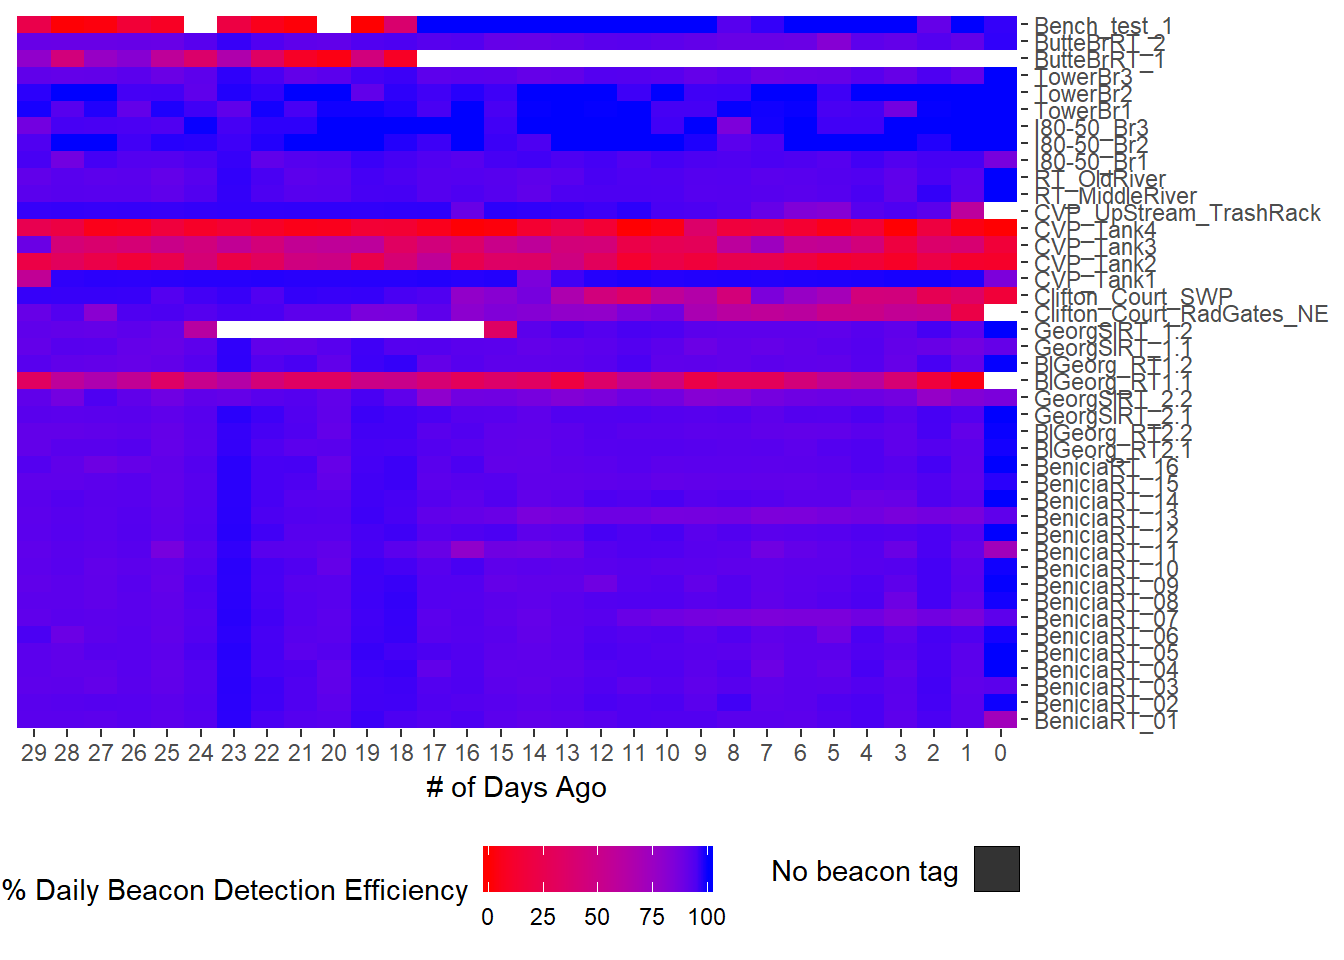 Bench_test_1
ButteBrRT_2
ButteBrRT_1
TowerBr3
TowerBr2
TowerBr1
I80-50_Br3
I80-50_Br2
I80-50_Br1
RT_OldRiver
RT_MiddleRiver
CVP_UpStream_TrashRack
CVP_Tank4
CVP_Tank3
CVP_Tank2
CVP_Tank1
Clifton_Court_SWP
Clifton_Court_RadGates_NE
GeorgSlRT_1.2
GeorgSlRT_1.1
BlGeorg_RT1.2
BlGeorg_RT1.1
GeorgSlRT_2.2
GeorgSlRT_2.1
BlGeorg_RT2.2
BlGeorg_RT2.1
BeniciaRT_16
BeniciaRT_15
BeniciaRT_14
BeniciaRT_13
BeniciaRT_12
BeniciaRT_11
BeniciaRT_10
BeniciaRT_09
BeniciaRT_08
BeniciaRT_07
BeniciaRT_06
BeniciaRT_05
BeniciaRT_04
BeniciaRT_03
BeniciaRT_02
BeniciaRT_01
29 28 27 26 25 24 23 22 21 20 19 18 17 16 15 14 13 12 11 10 9 8 7 6 5 4 3 2 1 0
# of Days Ago
% Daily Beacon Detection Efficiency
0 25 50 75 100
No beacon tag